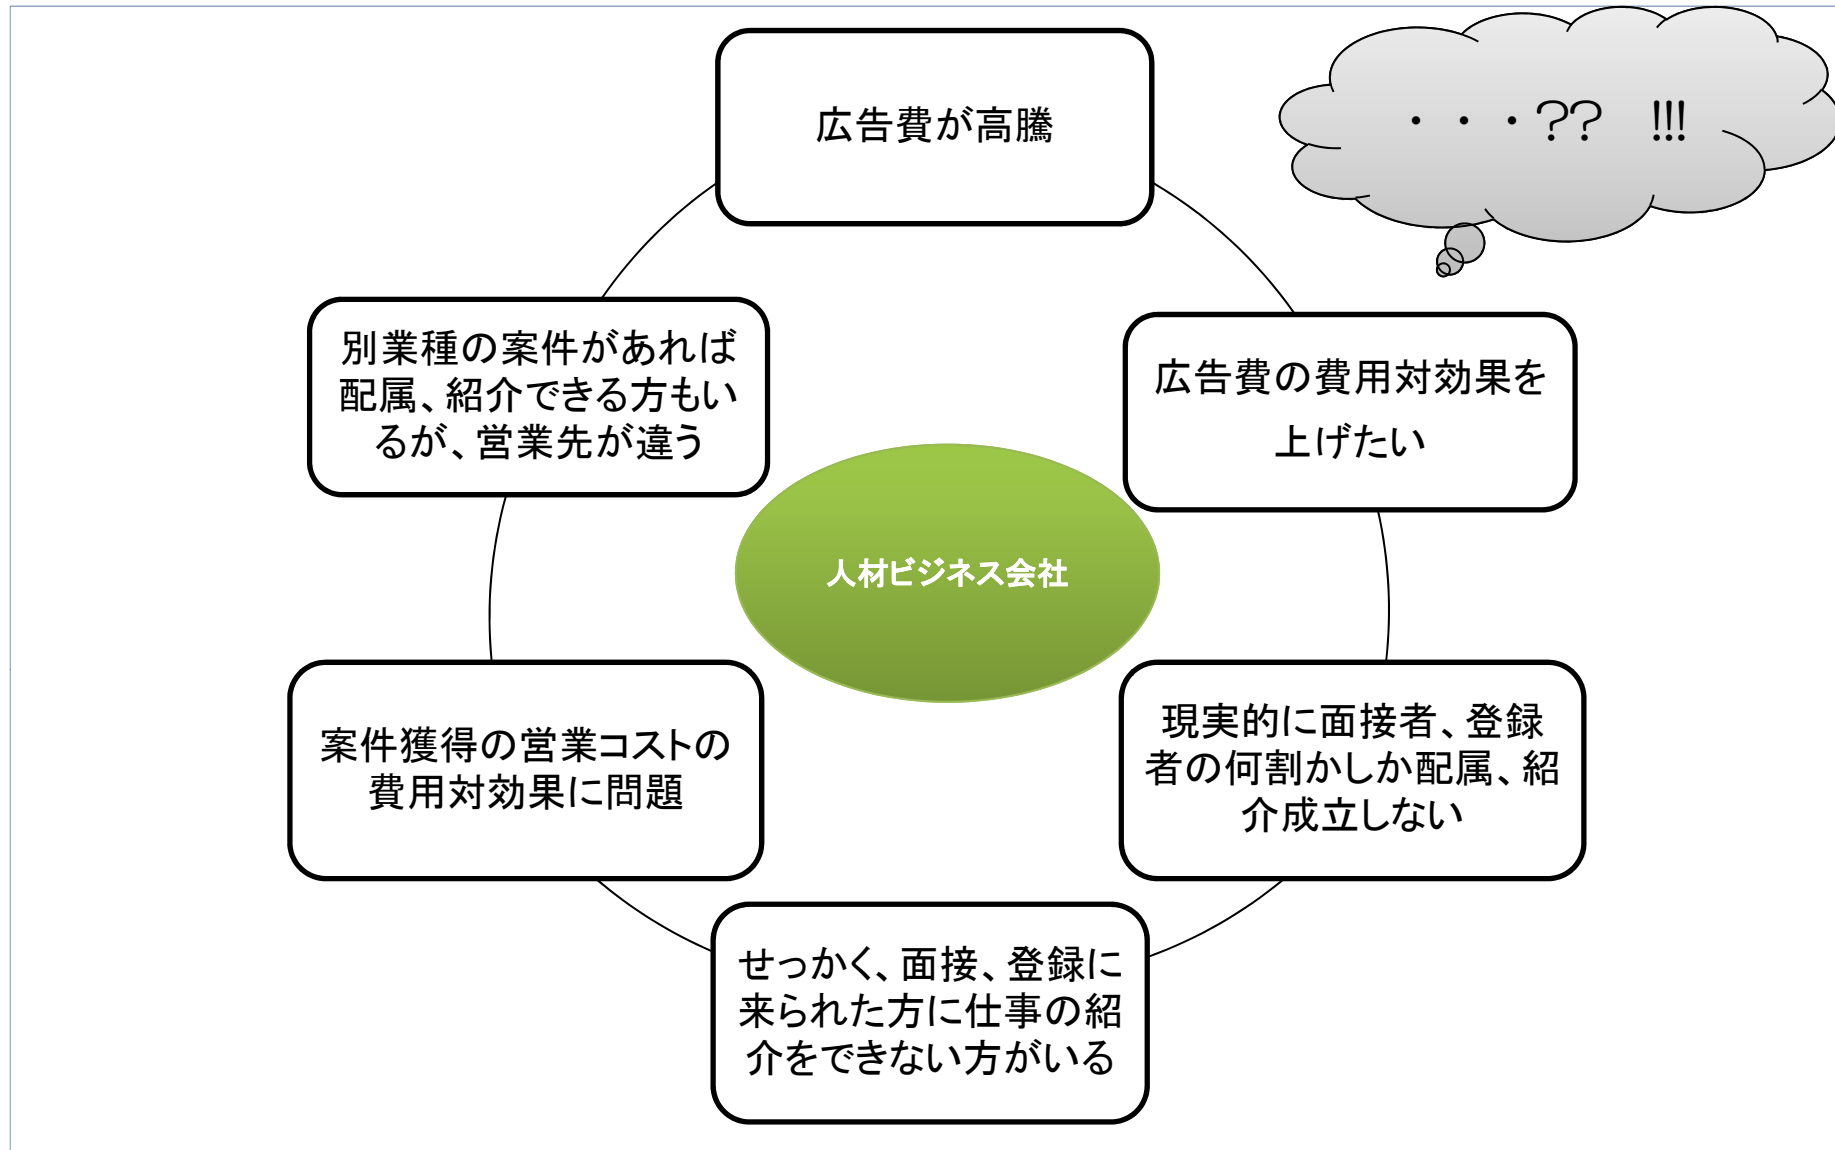 広告費が高騰
・・・?? !!!
広告費の費用対効果を
上げたい
現実的に面接者、登録
者の何割かしか配属、紹
介成立しない
せっかく、面接、登録に
来られた方に仕事の紹
介をできない方がいる
案件獲得の営業コストの
費用対効果に問題
別業種の案件があれば
配属、紹介できる方もい
るが、営業先が違う
人材ビジネス会社